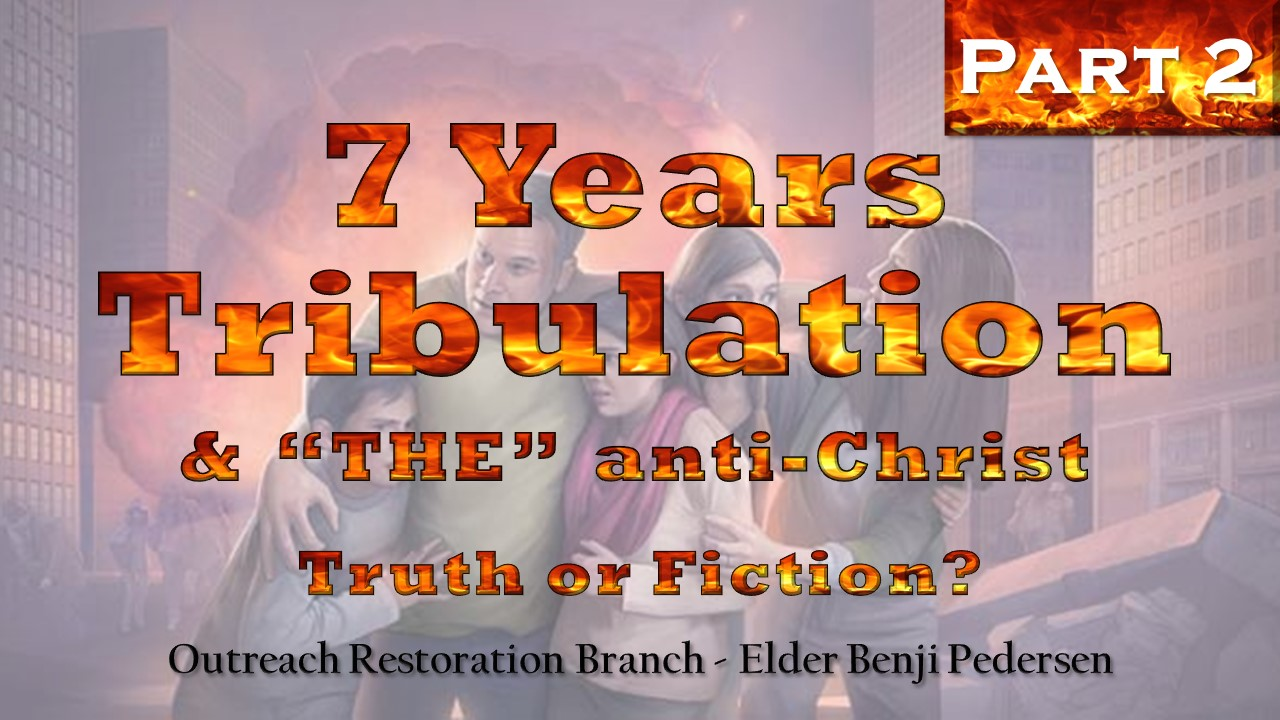 Part 2
7 Years
Tribulation
& “THE” anti-Christ
Truth or Fiction?
Outreach Restoration Branch - Elder Benji Pedersen